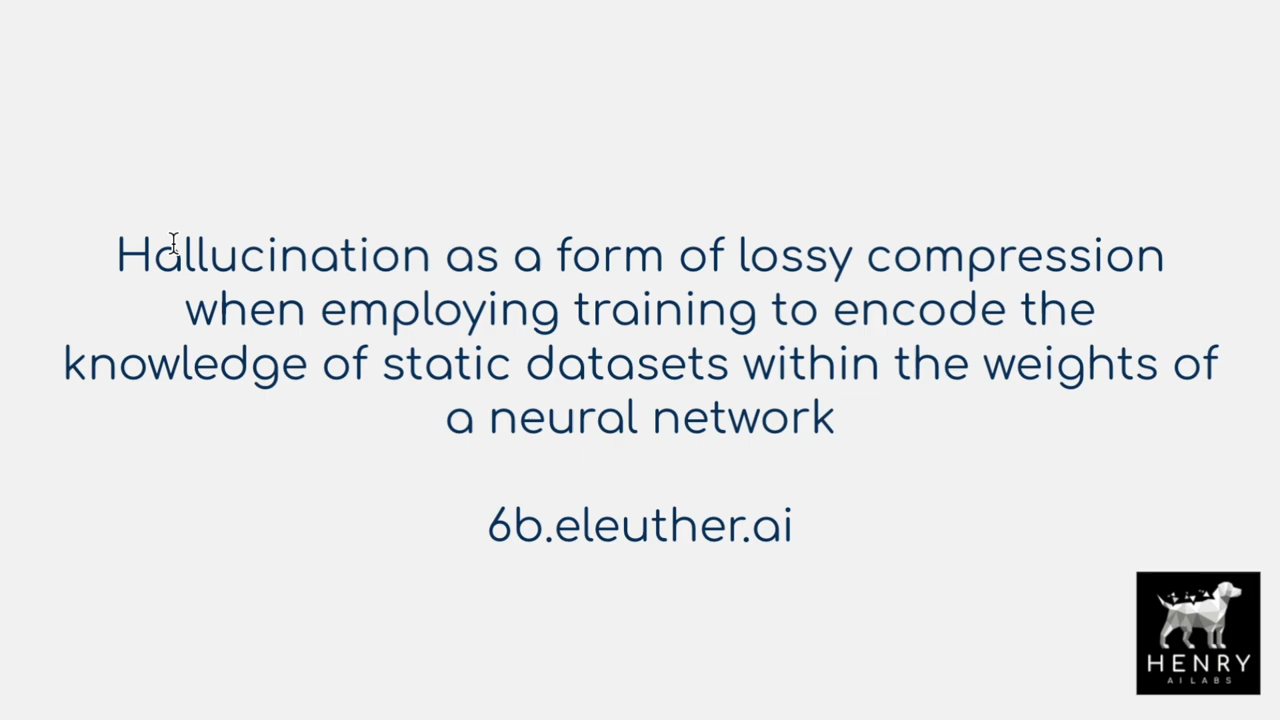 Hallucination as a form of lossy compression
when employing training to encode the
knowledge of static datasets within the weights of
a neural network
6b.eleuther.ai
HENRY
AI LABS